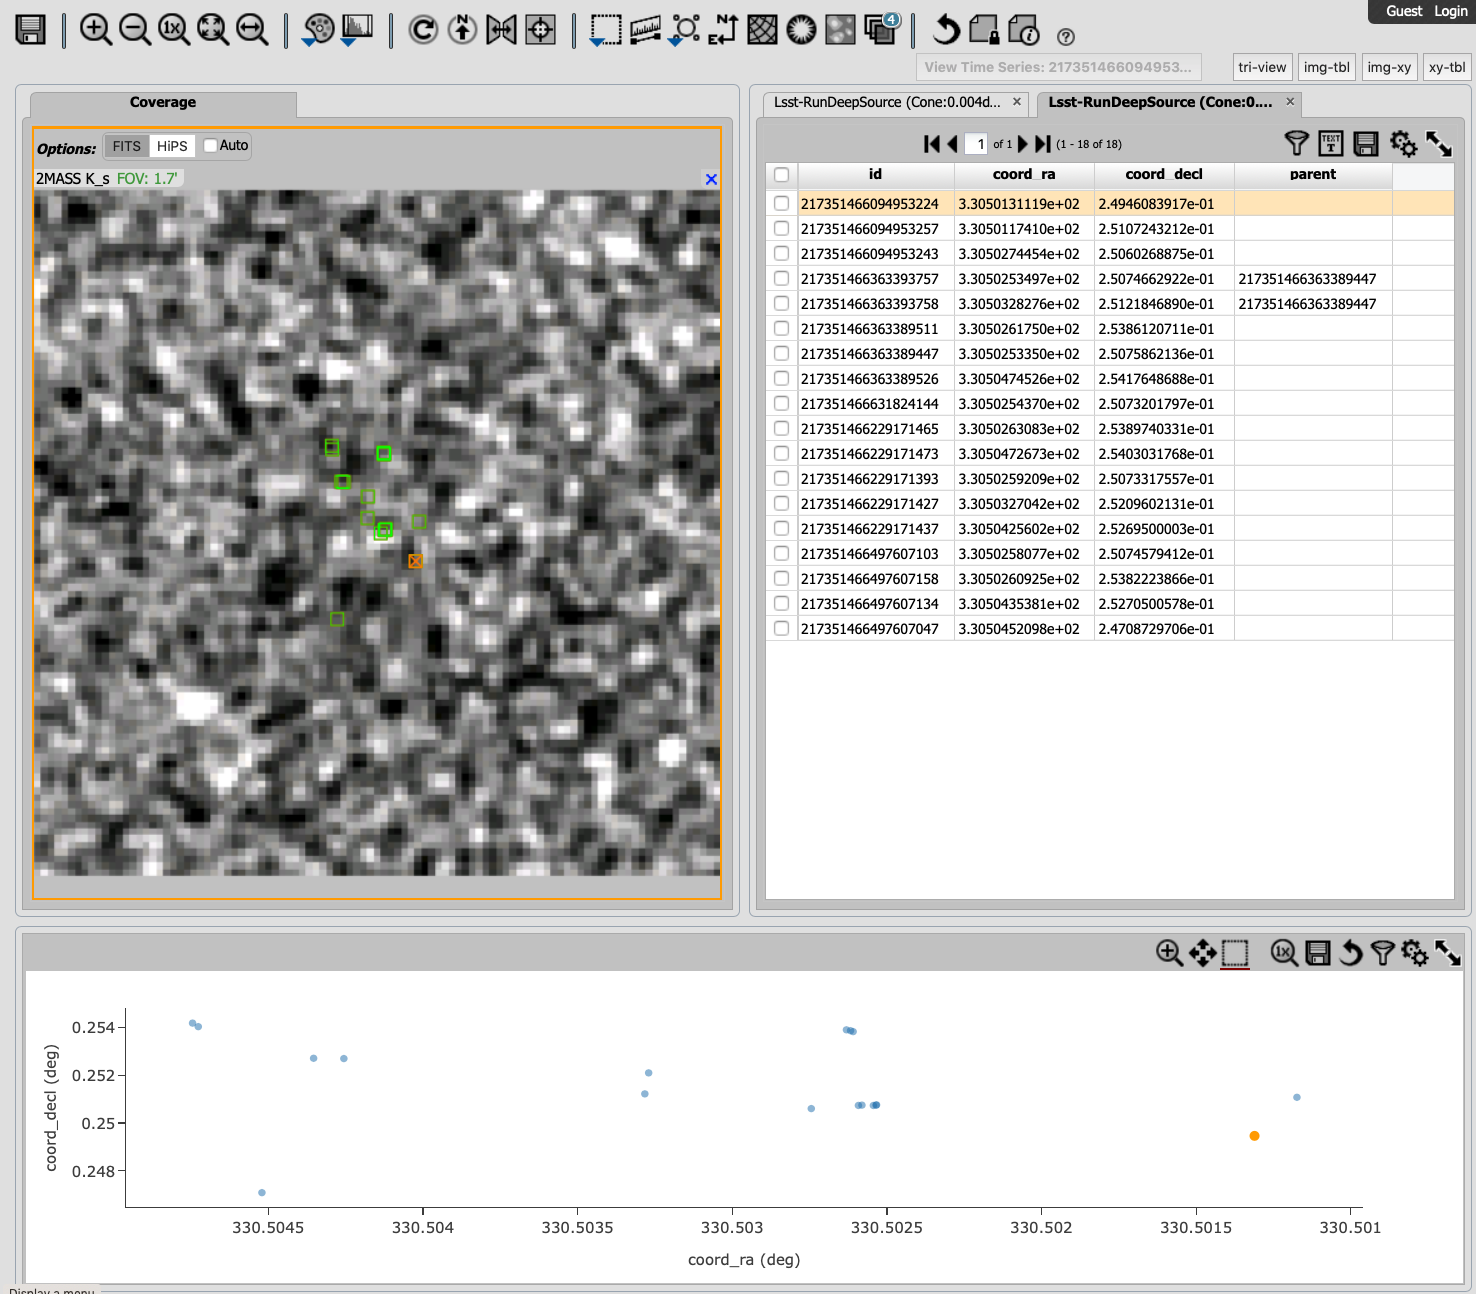 Guest Login
4
View Time Series: 217351466094953...
tri-view img-tbl img-xy xy-tbl
Coverage
Options: FITS HiPS Auto
2MASS K_s FOV: 1.7'
Lsst-RunDeepSource (Cone:0.004d... × Lsst-RunDeepSource (Cone:0.... ×
1 of 1 (1 - 18 of 18)
TEXT
id coord_ra coord_decl parent
217351466094953224 3.3050131119e+02 2.4946083917e-01
217351466094953257 3.3050117410e+02 2.5107243212e-01
217351466094953243 3.3050274454e+02 2.5060268875e-01
217351466363393757 3.3050253497e+02 2.5074662922e-01 217351466363389447
217351466363393758 3.3050328276e+02 2.5121846890e-01 217351466363389447
217351466363389511 3.3050261750e+02 2.5386120711e-01
217351466363389447 3.3050253350e+02 2.5075862136e-01
217351466363389526 3.3050474526e+02 2.5417648688e-01
217351466631824144 3.3050254370e+02 2.5073201797e-01
217351466229171465 3.3050263083e+02 2.5389740331e-01
217351466229171473 3.3050472673e+02 2.5403031768e-01
217351466229171393 3.3050259209e+02 2.5073317557e-01
217351466229171427 3.3050327042e+02 2.5209602131e-01
217351466229171437 3.3050425602e+02 2.5269500003e-01
217351466497607103 3.3050258077e+02 2.5074579412e-01
217351466497607158 3.3050260925e+02 2.5382223866e-01
217351466497607134 3.3050435381e+02 2.5270500578e-01
217351466497607047 3.3050452098e+02 2.4708729706e-01
0.254
0.252
0.25
0.248
coord_decl (deg)
330.5045 330.504 330.5035 330.503 330.5025 330.502 330.5015 330.501
coord_ra (deg)
Display a menu